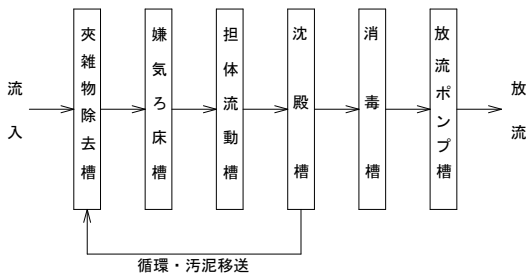 流入
夾雑物除去槽
嫌気ろ床槽
担体流動槽
沈殿槽
消毒槽
放流ポンプ槽
放流
循環・汚泥移送